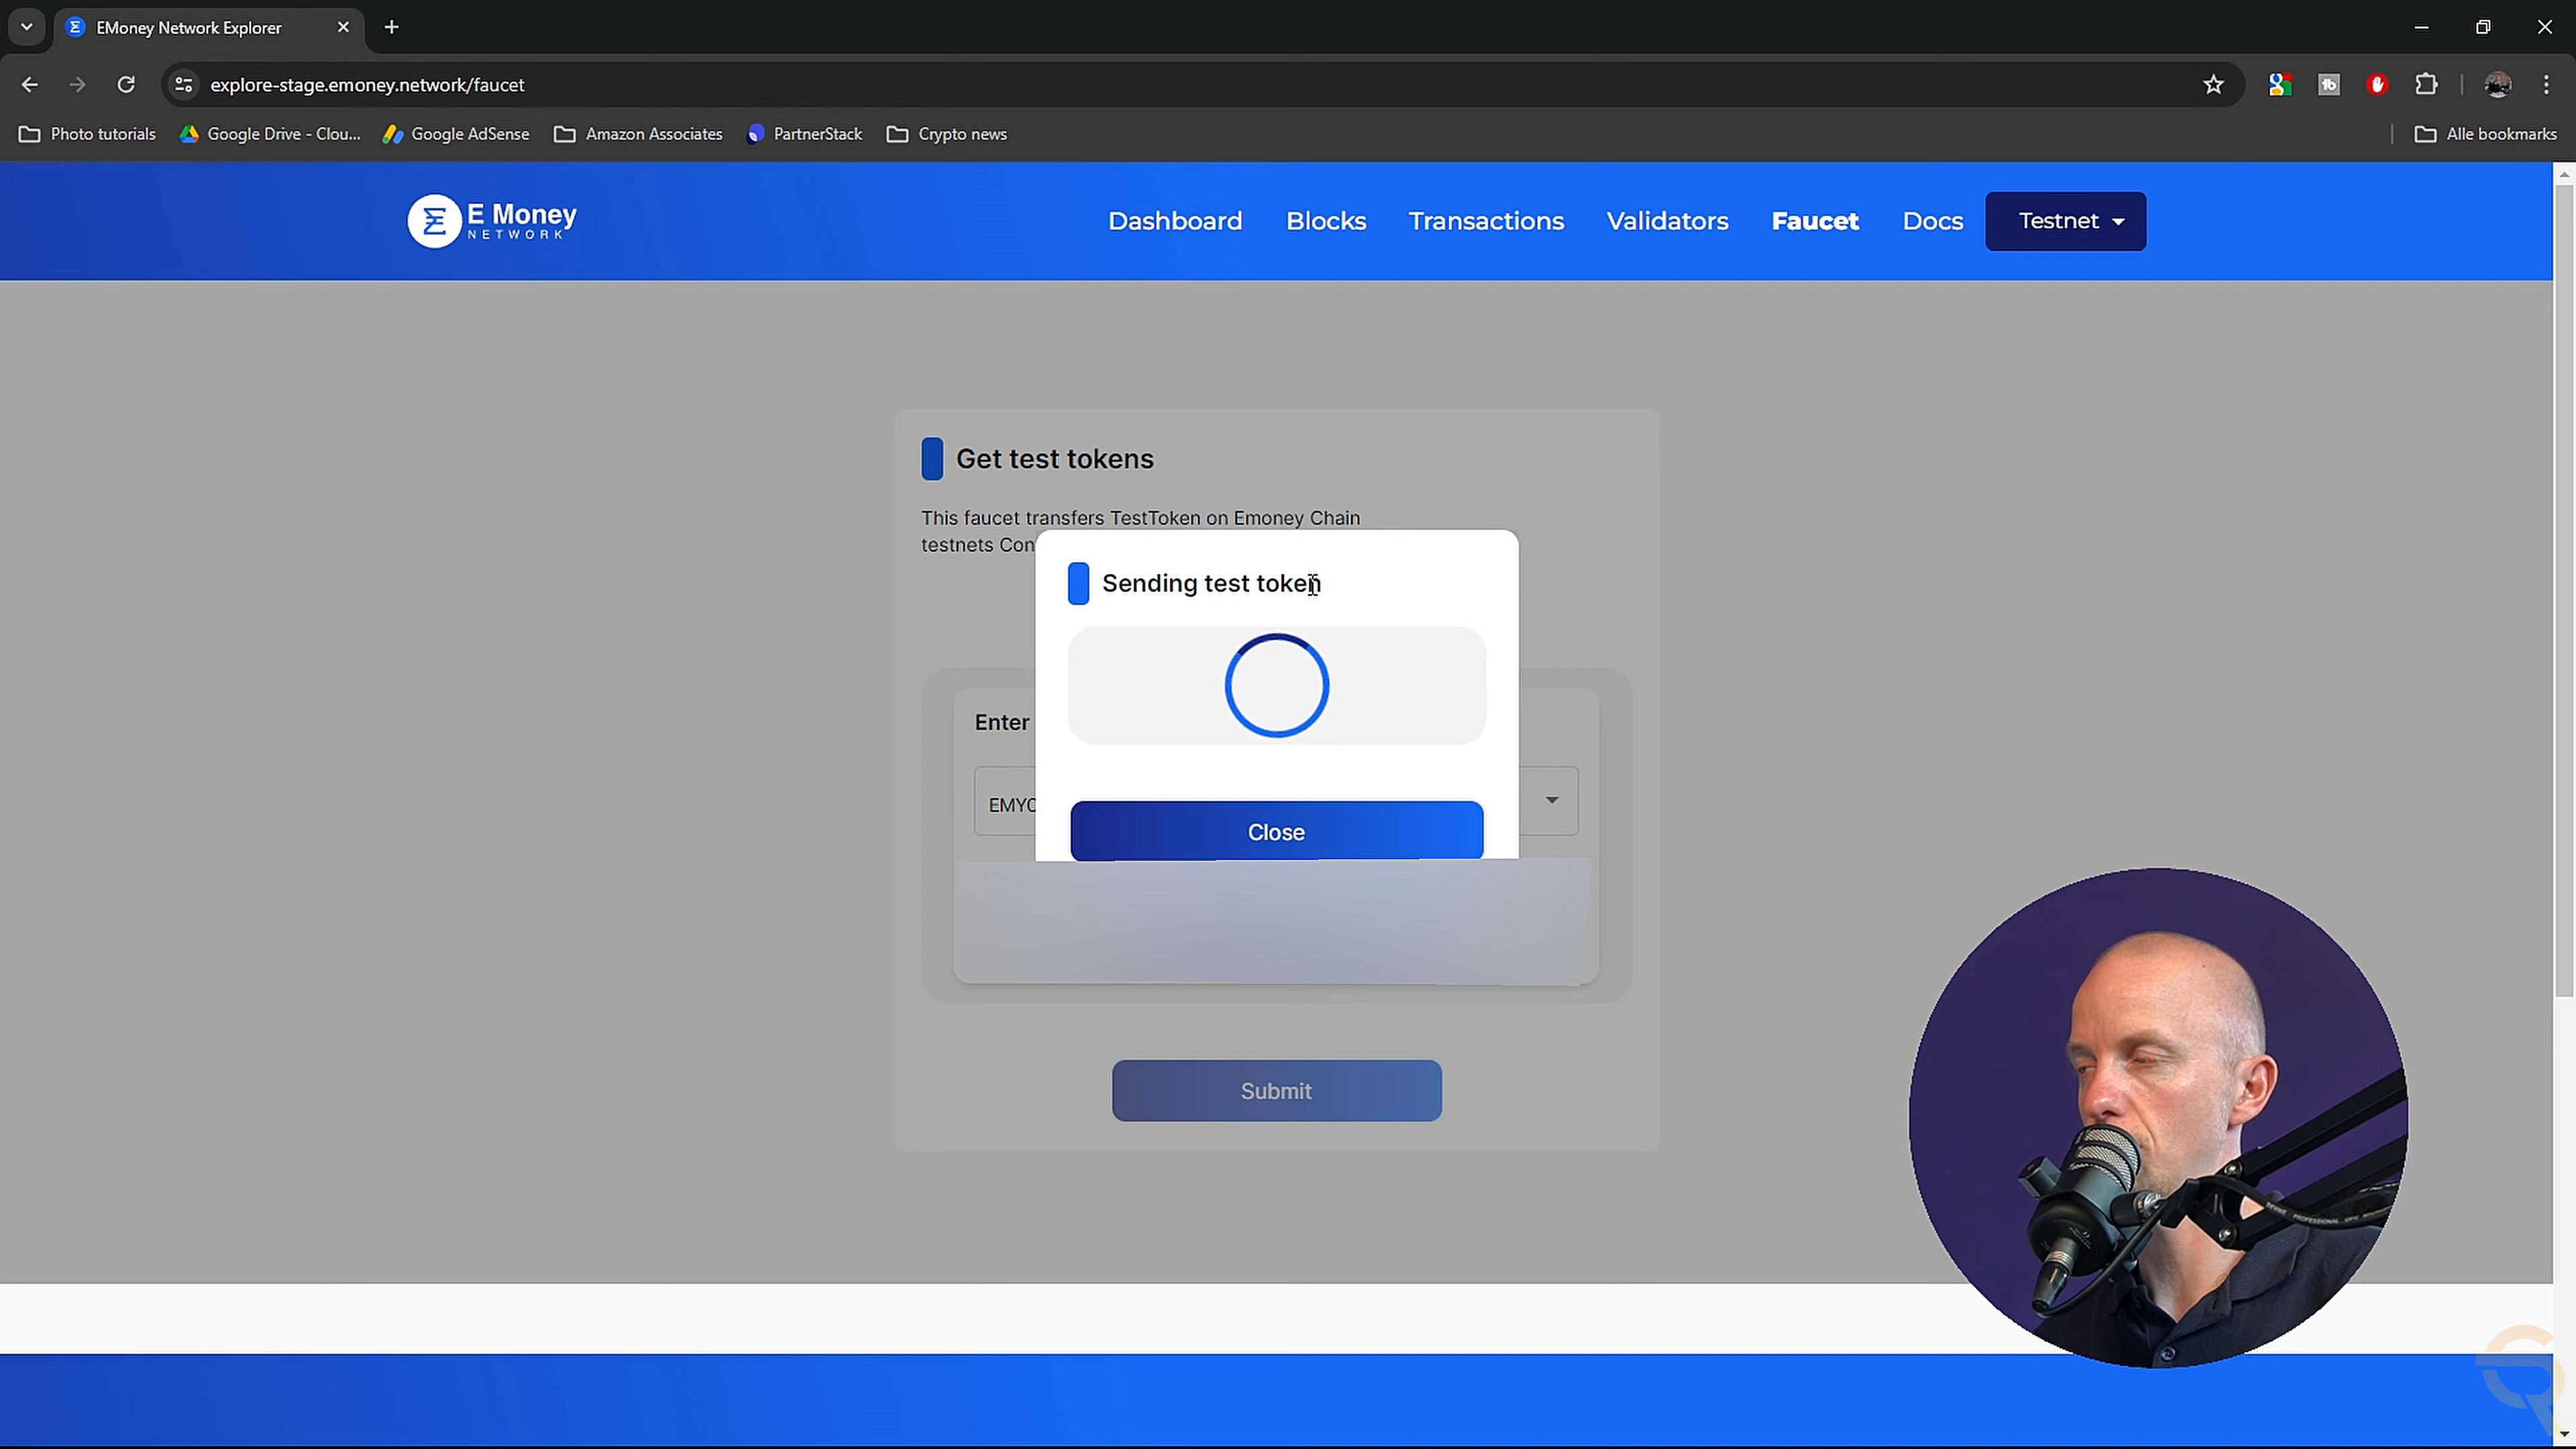 EMoney Network Explorer
explore-stage.emoney.network/faucet
Photo tutorials
Google Drive - Clou...
Google AdSense
Amazon Associates
PartnerStack
Crypto news
Alle bookmarks
E Money
NETWORK
Dashboard
Blocks
Transactions
Validators
Faucet
Docs
Testnet
Get test tokens
This faucet transfers TestToken on Emoney Chain
testnets Con
Sending test token
Enter
EMYC
Close
Submit